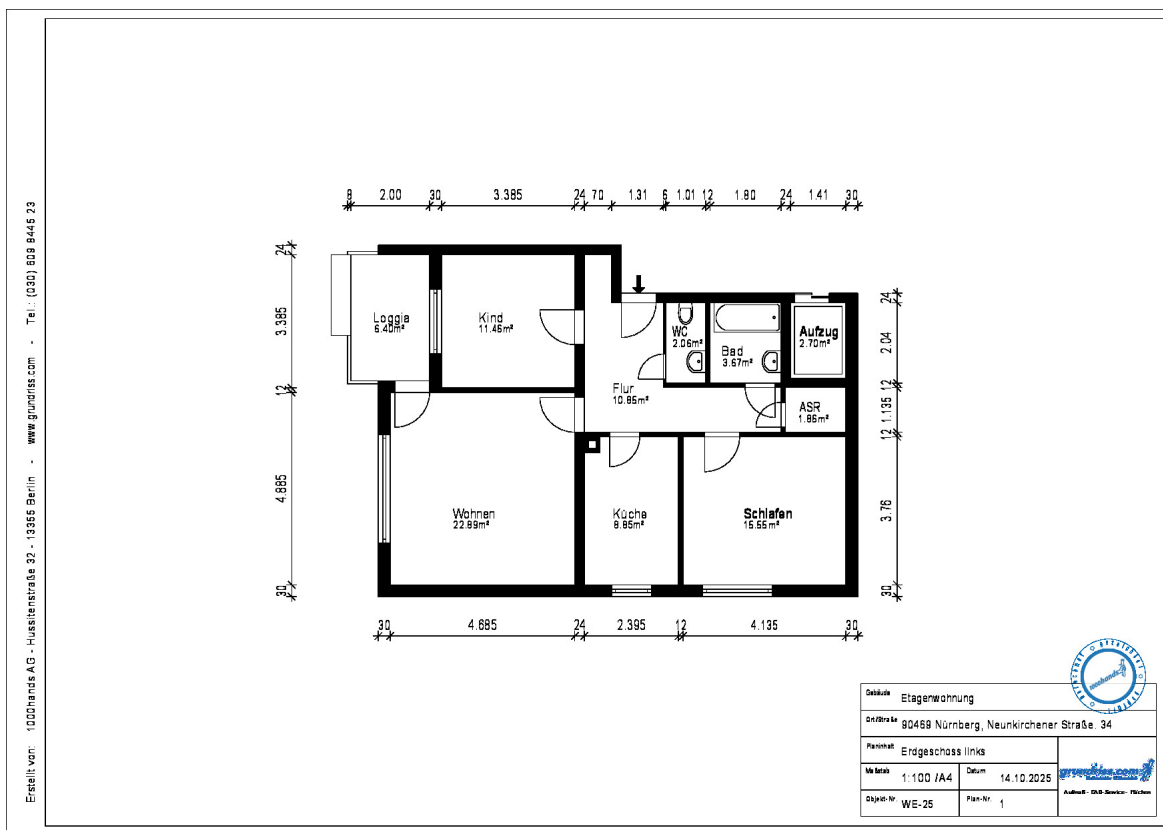 8 2.00 30 3.385 24 70 1.31 6 1.01 12 1.80 24 1.41 30
24 3.385 12 4.885 30
24 2.04 12 1.135 12 3.76 30
Loggia
6.40m²
Kind
11.46m²
WC
2.06m²
Bad
3.67m²
Aufzug
2.70m²
Flur
10.85m²
ASR
1.86m²
Wohnen
22.89m²
Küche
8.85m²
Schlafen
15.55m²
30 4.685 24 2.395 12 4.135 30
Erstellt von: 1000hands AG - Hussitenstraße 32 - 13355 Berlin - www.grundriss.com - Tel.: (030) 609 8445 23
Gebäude Etagenwohnung
Ort/Straße 90469 Nürnberg, Neunkirchener Straße. 34
Planinhalt Erdgeschoss links
Maßstab 1:100 /A4 Datum 14.10.2025
Objekt-Nr. WE-25 Plan-Nr. 1
grundriss.com
Aufmaß - CAD-Service - Flächen
1000hands